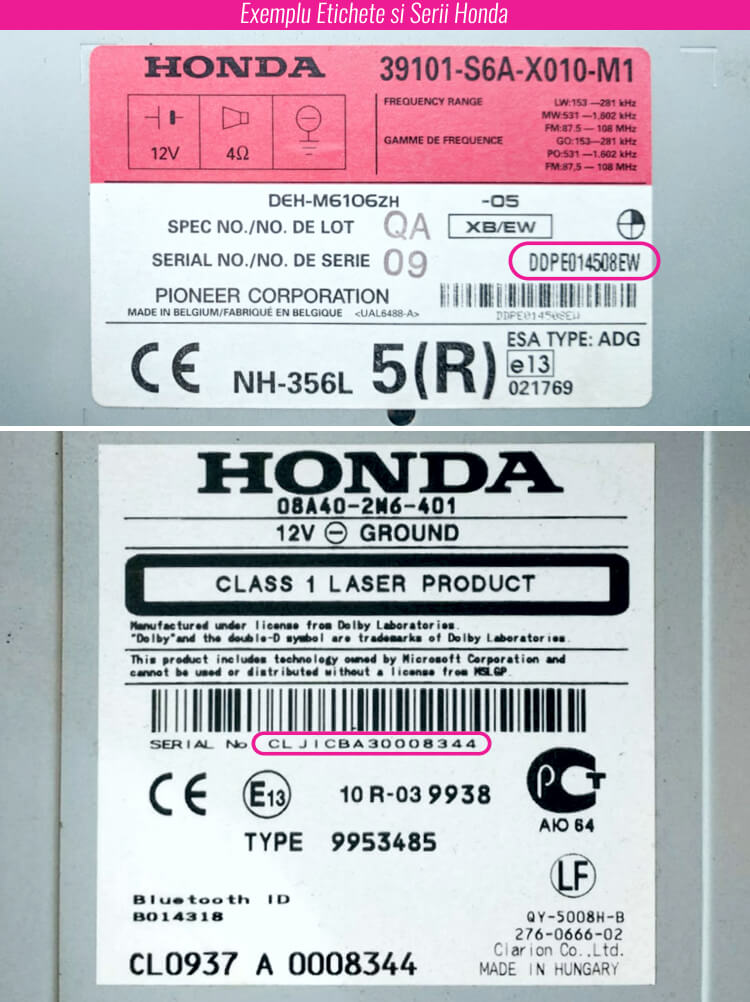 Exemplu Etichete si Serii Honda
HONDA 39101-S6A-X010-M1
FREQUENCY RANGE LW:153 —281 kHz
MW:531 —1,602 kHz
FM:87.5 — 108 MHz
GAMME DE FREQUENCE GO:153—281 kHz
PO:531 —1.602 kHz
FM:87,5 — 108 MHz
12V 4Ω
DEH-M6106ZH -05
SPEC NO./NO. DE LOT QA XB/EW
SERIAL NO./NO. DE SERIE 09 DDPE014508EW
PIONEER CORPORATION
MADE IN BELGIUM/FABRIQUÉ EN BELGIQUE <UAL6488-A> DDPE014508EW
CE NH-356L 5(R) ESA TYPE: ADG
e13
021769
HONDA
08A40-2M6-401
12V ⊖ GROUND
CLASS 1 LASER PRODUCT
Manufactured under license from Dolby Laboratories.
"Dolby"and the double-D symbol are trademarks of Dolby Laboratories.
This product includes technology owned by Microsoft Corporation and
cannot be used or distributed without a license from MSLGP
SERIAL No CLJICBA30008344
CE E13 10 R-03 9938 PCT
АЮ 64
TYPE 9953485
LF
Bluetooth ID
B014318
QY-5008H-B
276-0666-02
Clarion Co.,Ltd.
CL0937 A 0008344 MADE IN HUNGARY